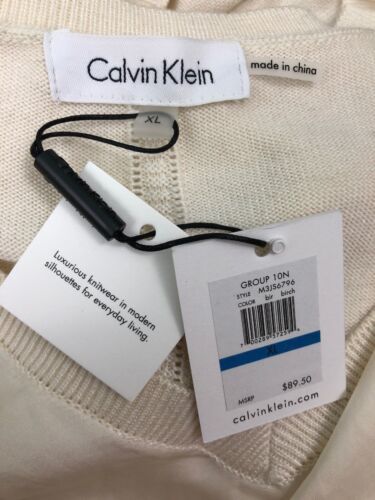 Calvin Klein
made in china
XL
Luxurious knitwear in modern
silhouettes for everyday living.
GROUP 10N
STYLE M3JS6796
COLOR bir birch
XL
MSRP $89.50
calvinklein.com